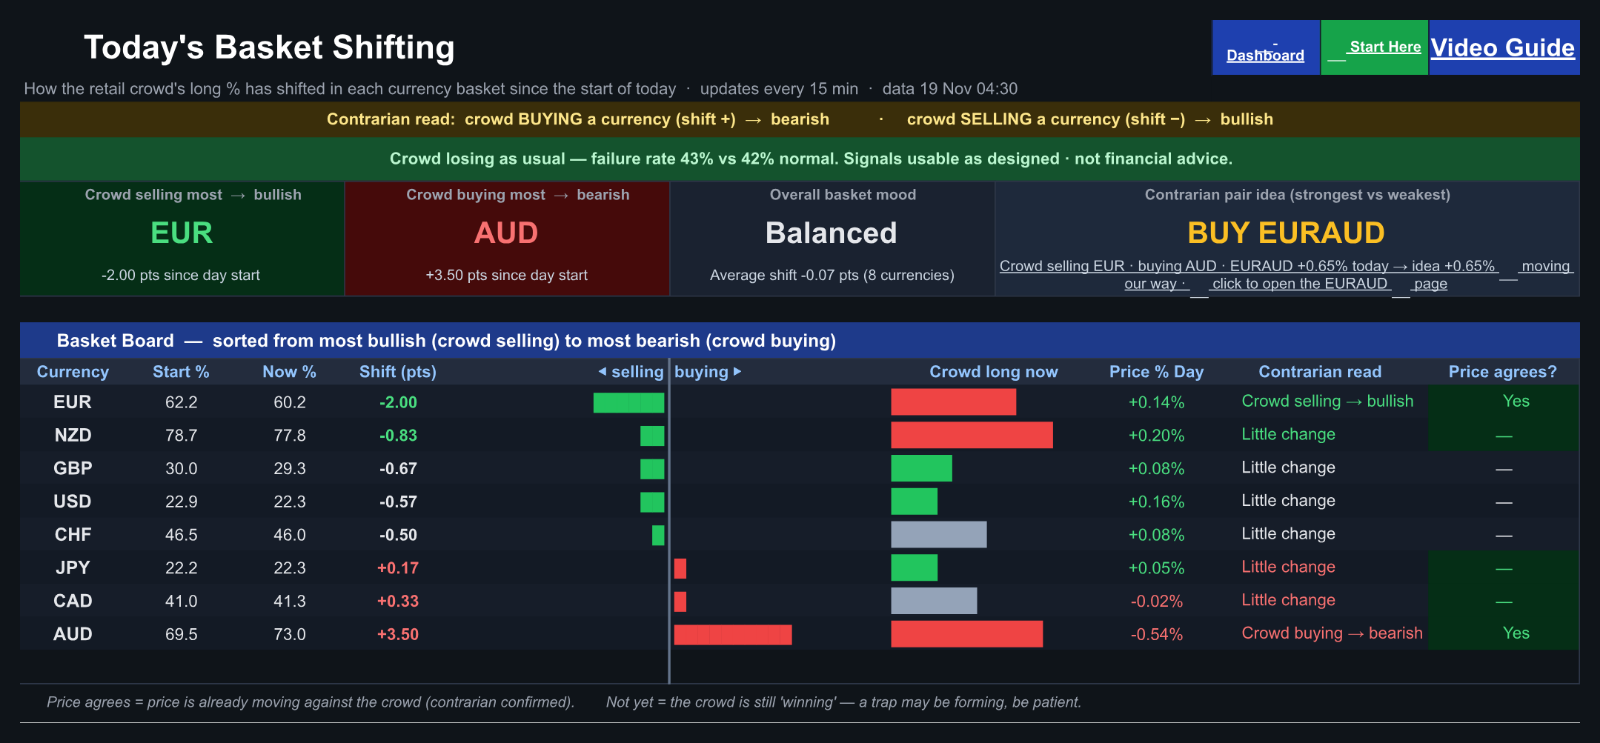 Today's Basket Shifting
Dashboard
Start Here
Video Guide
How the retail crowd's long % has shifted in each currency basket since the start of today · updates every 15 min · data 19 Nov 04:30
Contrarian read: crowd BUYING a currency (shift +) → bearish · crowd SELLING a currency (shift −) → bullish
Crowd losing as usual — failure rate 43% vs 42% normal. Signals usable as designed · not financial advice.
Crowd selling most → bullish
EUR
-2.00 pts since day start
Crowd buying most → bearish
AUD
+3.50 pts since day start
Overall basket mood
Balanced
Average shift -0.07 pts (8 currencies)
Contrarian pair idea (strongest vs weakest)
BUY EURAUD
Crowd selling EUR · buying AUD · EURAUD +0.65% today → idea +0.65% moving
our way · click to open the EURAUD page
Basket Board — sorted from most bullish (crowd selling) to most bearish (crowd buying)
Currency Start % Now % Shift (pts) ◄ selling buying ► Crowd long now Price % Day Contrarian read Price agrees?
EUR 62.2 60.2 -2.00 +0.14% Crowd selling → bullish Yes
NZD 78.7 77.8 -0.83 +0.20% Little change —
GBP 30.0 29.3 -0.67 +0.08% Little change —
USD 22.9 22.3 -0.57 +0.16% Little change —
CHF 46.5 46.0 -0.50 +0.08% Little change —
JPY 22.2 22.3 +0.17 +0.05% Little change —
CAD 41.0 41.3 +0.33 -0.02% Little change —
AUD 69.5 73.0 +3.50 -0.54% Crowd buying → bearish Yes
Price agrees = price is already moving against the crowd (contrarian confirmed). Not yet = the crowd is still 'winning' — a trap may be forming, be patient.